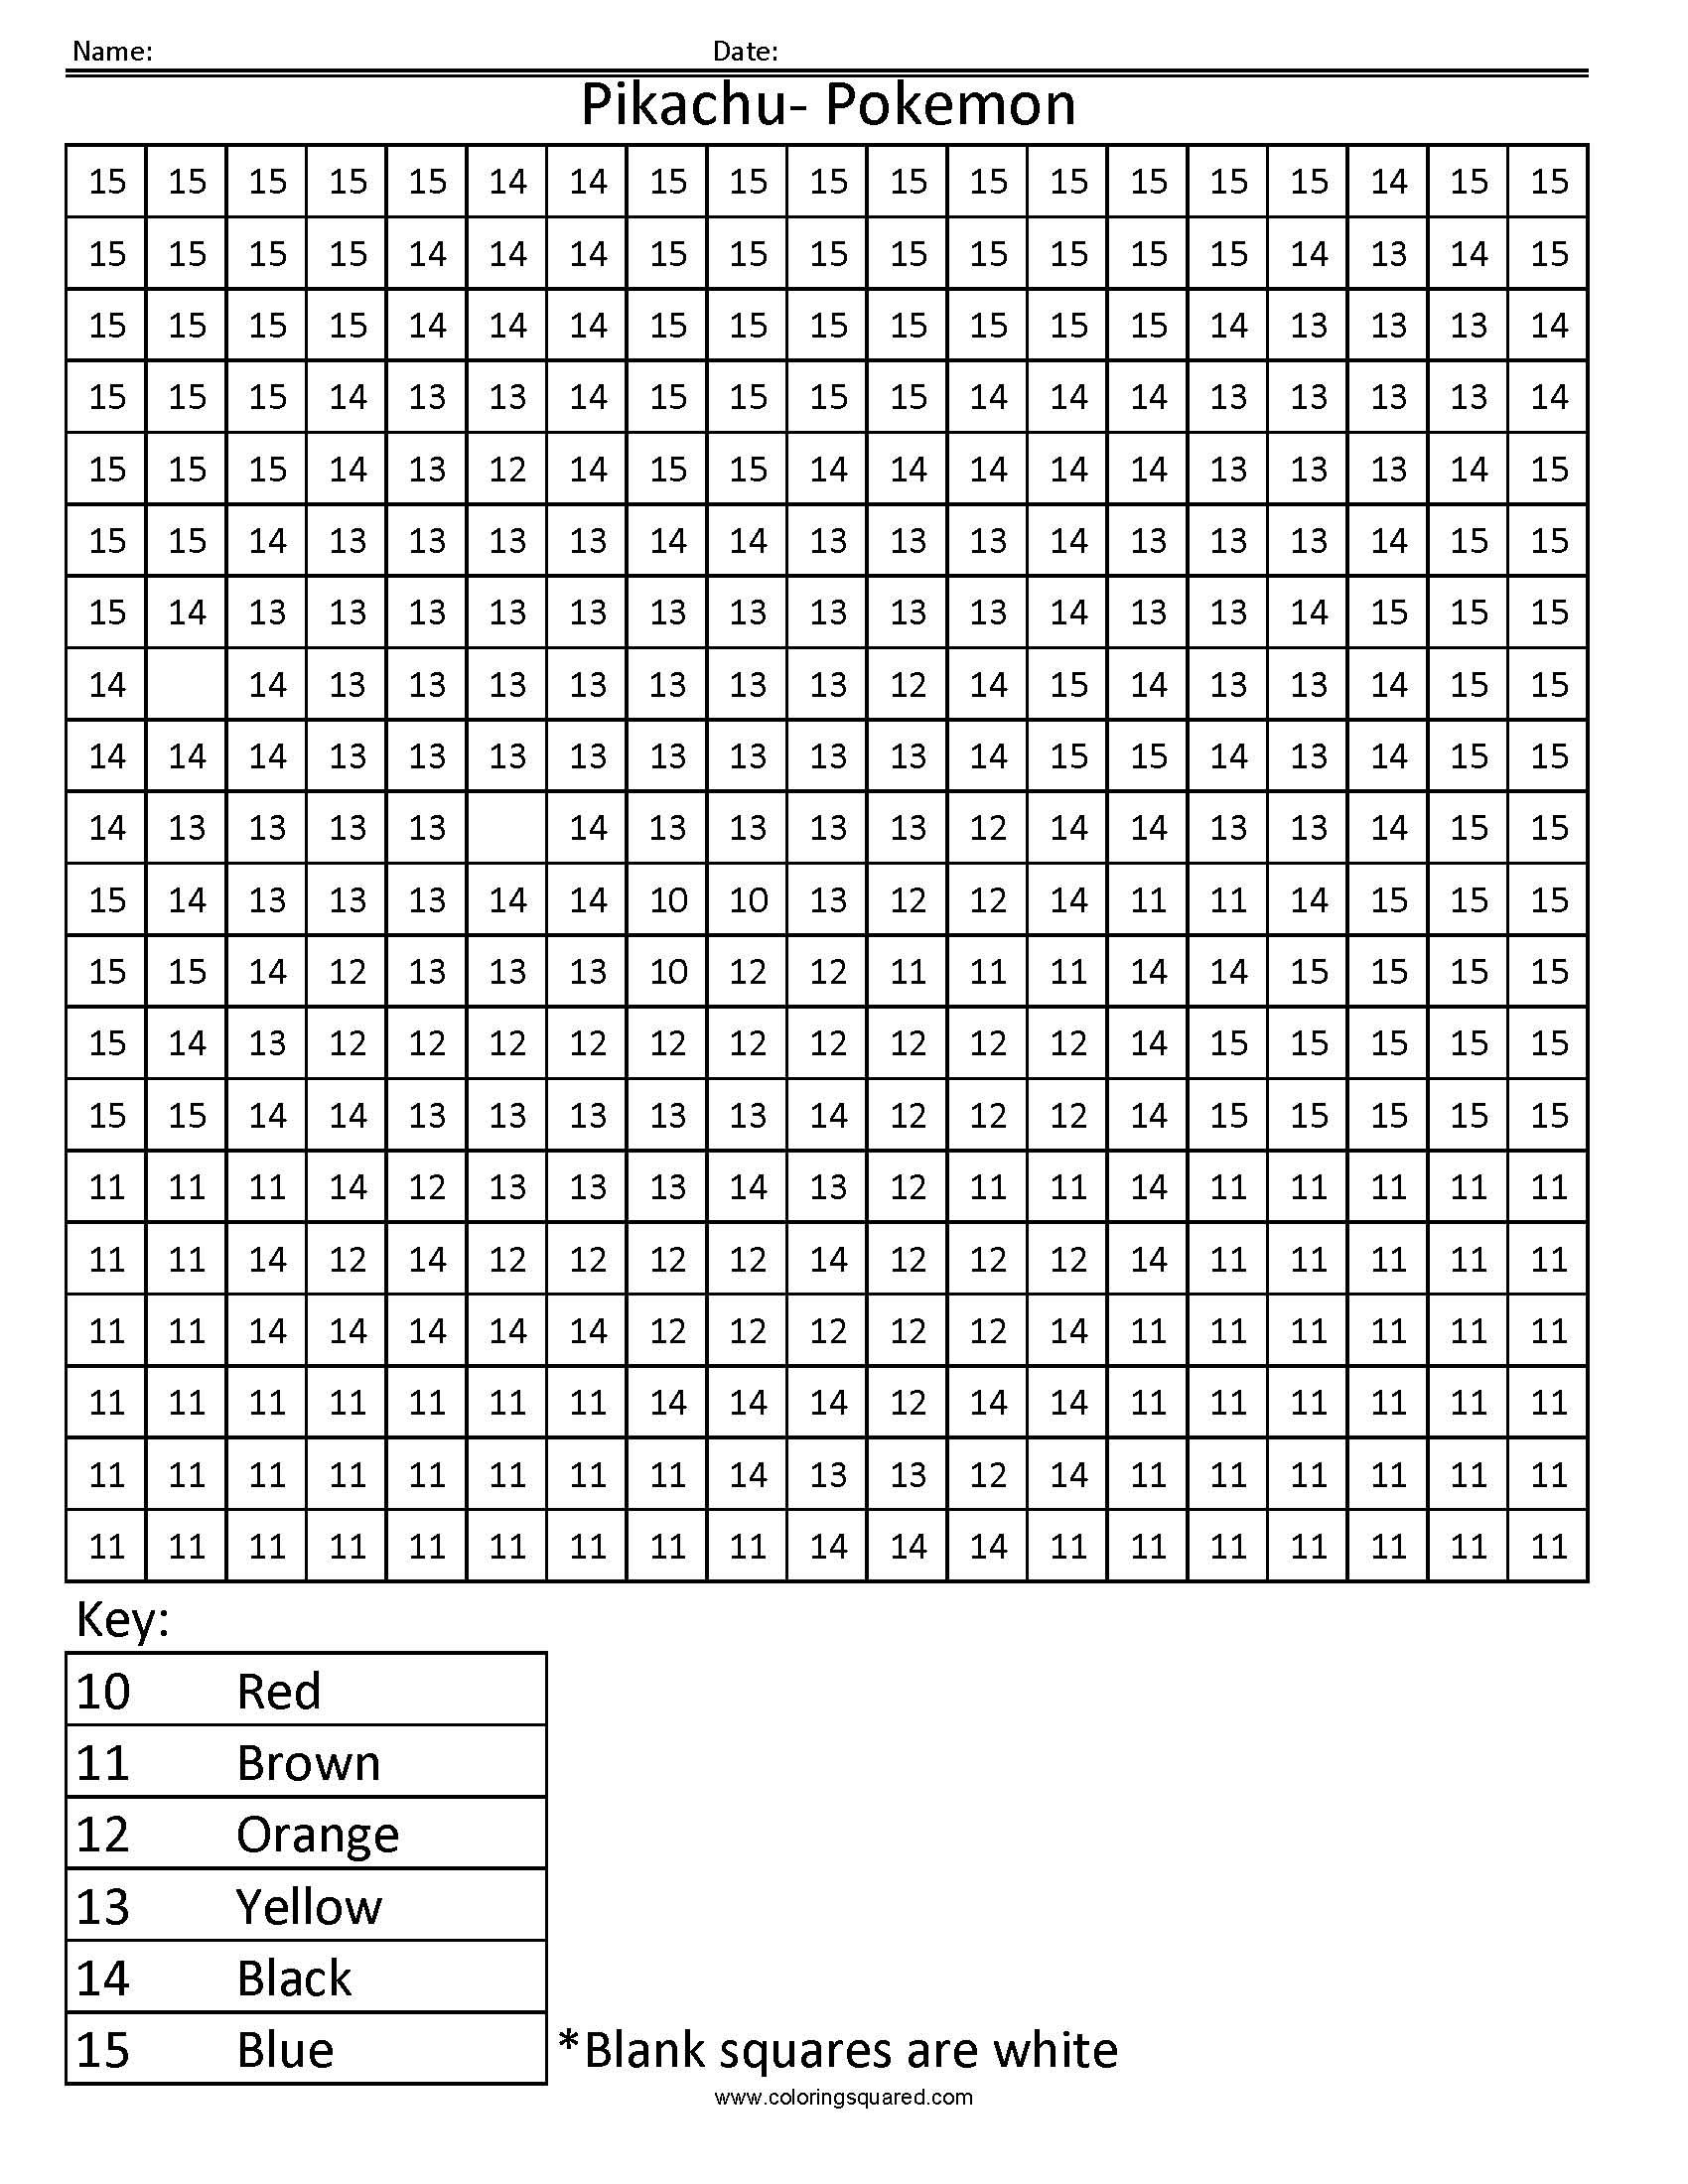 Name: Date:
Pikachu- Pokemon
15 15 15 15 15 14 14 15 15 15 15 15 15 15 15 15 14 15 15
15 15 15 15 14 14 14 15 15 15 15 15 15 15 15 14 13 14 15
15 15 15 15 14 14 14 15 15 15 15 15 15 15 14 13 13 13 14
15 15 15 14 13 13 14 15 15 15 15 14 14 14 13 13 13 13 14
15 15 15 14 13 12 14 15 15 14 14 14 14 14 13 13 13 14 15
15 15 14 13 13 13 13 14 14 13 13 13 14 13 13 13 14 15 15
15 14 13 13 13 13 13 13 13 13 13 13 14 13 13 14 15 15 15
14 14 13 13 13 13 13 13 13 12 14 15 14 13 13 14 15 15
14 14 14 13 13 13 13 13 13 13 13 14 15 15 14 13 14 15 15
14 13 13 13 13 14 13 13 13 13 12 14 14 13 13 14 15 15
15 14 13 13 13 14 14 10 10 13 12 12 14 11 11 14 15 15 15
15 15 14 12 13 13 13 10 12 12 11 11 11 14 14 15 15 15 15
15 14 13 12 12 12 12 12 12 12 12 12 12 14 15 15 15 15 15
15 15 14 14 13 13 13 13 13 14 12 12 12 14 15 15 15 15 15
11 11 11 14 12 13 13 13 14 13 12 11 11 14 11 11 11 11 11
11 11 14 12 14 12 12 12 12 14 12 12 12 14 11 11 11 11 11
11 11 14 14 14 14 14 12 12 12 12 12 14 11 11 11 11 11 11
11 11 11 11 11 11 11 14 14 14 12 14 14 11 11 11 11 11 11
11 11 11 11 11 11 11 11 14 13 13 12 14 11 11 11 11 11 11
11 11 11 11 11 11 11 11 11 14 14 14 11 11 11 11 11 11 11
Key:
10 Red
11 Brown
12 Orange
13 Yellow
14 Black
15 Blue *Blank squares are white
www.coloringsquared.com